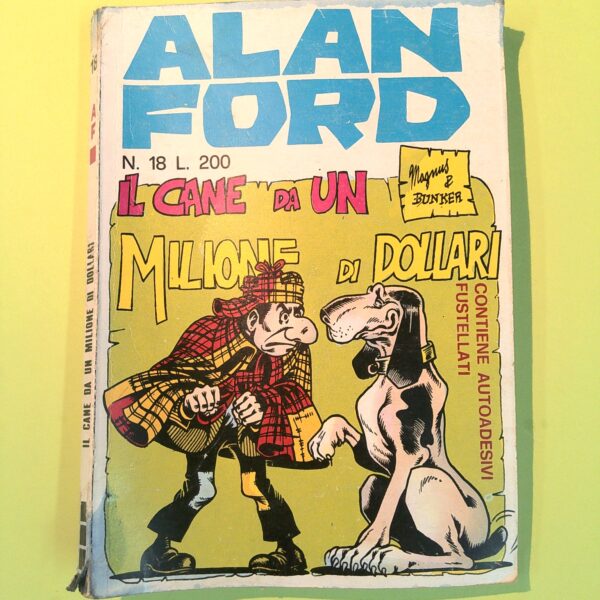 ALAN
FORD
N. 18 L. 200
IL CANE DA UN
MILIONE DI DOLLARI
Magnus &
BUNKER
CONTIENE AUTOADESIVI
FUSTELLATI
AF
IL CANE DA UN MILIONE DI DOLLARI